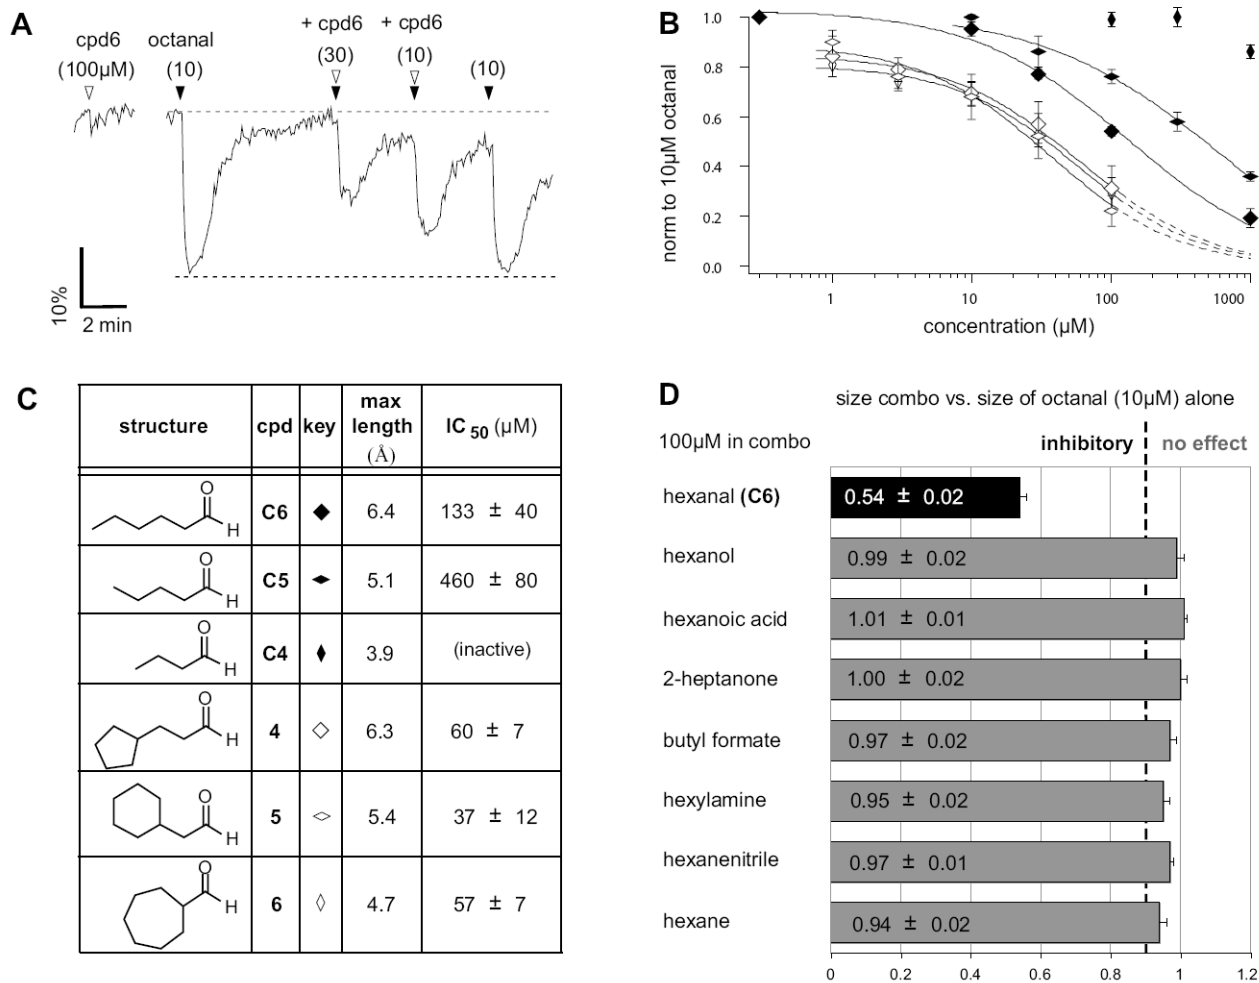 A
cpd6
(100µM)
octanal
(10)
+ cpd6
(30)
+ cpd6
(10)
(10)
10%
2 min
B
norm to 10µM octanal
1.0
0.8
0.6
0.4
0.2
0.0
1
10
100
1000
concentration (µM)
C
structure cpd key max length (Å) IC 50 (µM)
O
H
C6 6.4 133 ± 40
O
H
C5 5.1 460 ± 80
O
H
C4 3.9 (inactive)
O
H
4 6.3 60 ± 7
O
H
5 5.4 37 ± 12
O
H
6 4.7 57 ± 7
D
size combo vs. size of octanal (10µM) alone
100µM in combo
inhibitory
no effect
hexanal (C6) 0.54 ± 0.02
hexanol 0.99 ± 0.02
hexanoic acid 1.01 ± 0.01
2-heptanone 1.00 ± 0.02
butyl formate 0.97 ± 0.02
hexylamine 0.95 ± 0.02
hexanenitrile 0.97 ± 0.01
hexane 0.94 ± 0.02
0 0.2 0.4 0.6 0.8 1 1.2